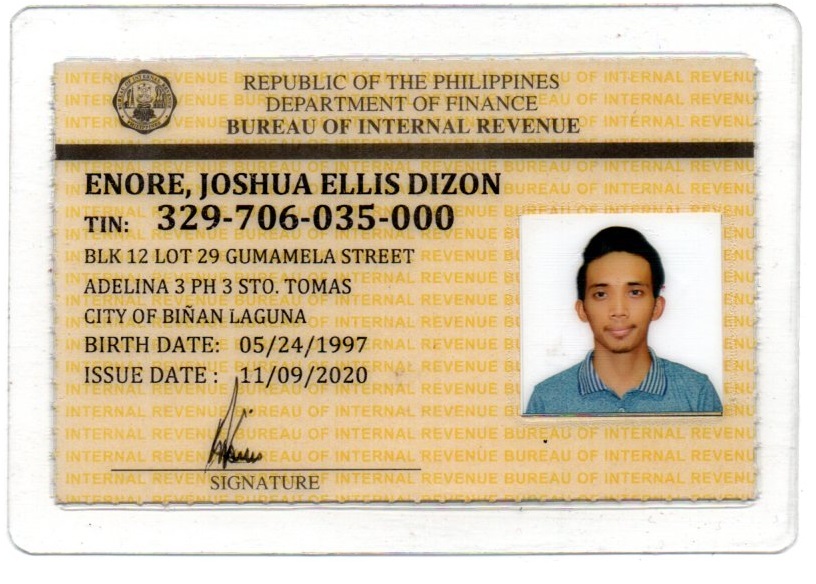 REPUBLIC OF THE PHILIPPINES
DEPARTMENT OF FINANCE
BUREAU OF INTERNAL REVENUE
ENORE, JOSHUA ELLIS DIZON
TIN: 329-706-035-000
BLK 12 LOT 29 GUMAMELA STREET
ADELINA 3 PH 3 STO. TOMAS
CITY OF BIÑAN LAGUNA
BIRTH DATE: 05/24/1997
ISSUE DATE : 11/09/2020
SIGNATURE